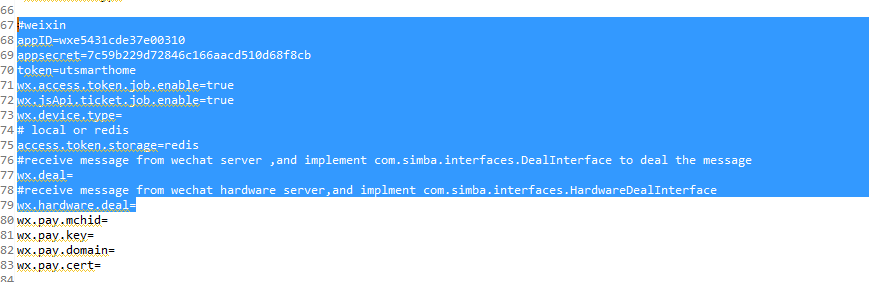 66
67 #weixin
68 appID=wxe5431cde37e00310
69 appsecret=7c59b229d72846c166aacd510d68f8cb
70 token=utsmarthome
71 wx.access.token.job.enable=true
72 wx.jsApi.ticket.job.enable=true
73 wx.device.type=
74 # local or redis
75 access.token.storage=redis
76 #receive message from wechat server ,and implement com.simba.interfaces.DealInterface to deal the message
77 wx.deal=
78 #receive message from wechat hardware server,and implment com.simba.interfaces.HardwareDealInterface
79 wx.hardware.deal=
80 wx.pay.mchid=
81 wx.pay.key=
82 wx.pay.domain=
83 wx.pay.cert=
84